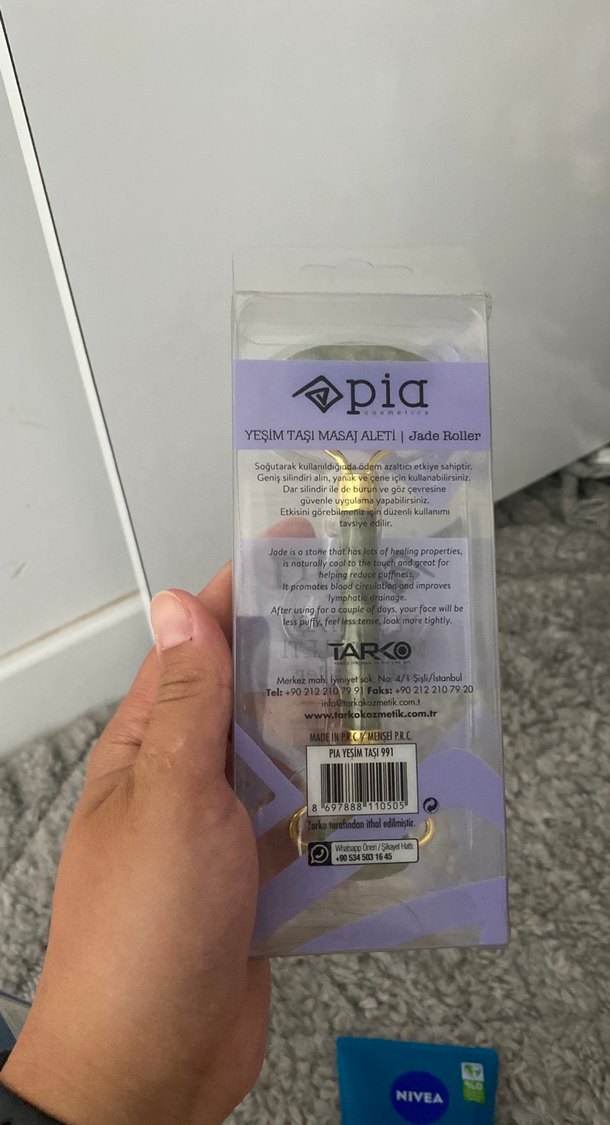 pia
cosmetics
YEŞİM TAŞI MASAJ ALETİ | Jade Roller
Soğutarak kullanıldığında ödem azaltıcı etkiye sahiptir.
Geniş silindiri alın, yanak ve çene için kullanabilirsiniz.
Dar silindir ile de burun ve göz çevresine
güvenle uygulama yapabilirsiniz.
Etkisini görebilmeniz için düzenli kullanımı
tavsiye edilir.
Jade is a stone that has lots of healing properties,
is naturally cool to the touch and great for
helping reduce puffiness.
It promotes blood circulation and improves
lymphatic drainage.
After using for a couple of days, your face will be
less puffy, feel less tense, look more tightly.
TARKO
Merkez mah. İyiniyet sok. No: 4/1 Şişli/İstanbul
Tel: +90 212 210 79 91 Faks: +90 212 210 79 20
info@tarkokozmetik.com.t
www.tarkokozmetik.com.tr
MADE IN P.R.C / MENŞEİ P.R.C.
PIA YEŞİM TAŞI 991
8 697888 110505
Tarko tarafından ithal edilmiştir.
Whatsapp Öneri / Şikayet Hattı:
+90 534 503 16 45
NIVEA